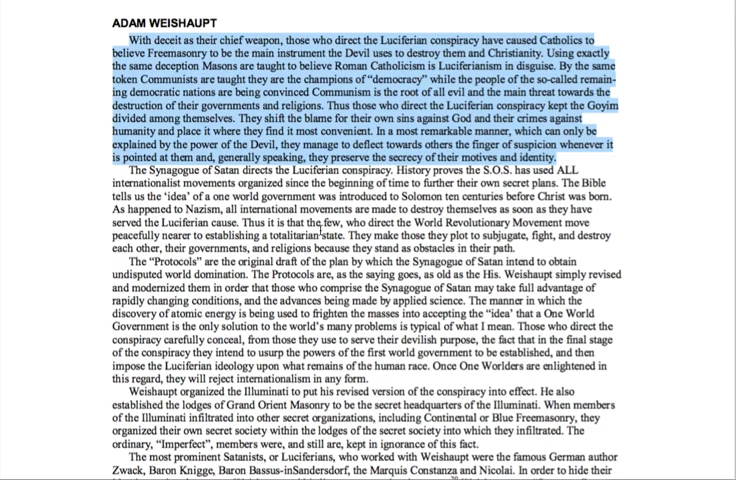 ADAM WEISHAUPT
With deceit as their chief weapon, those who direct the Luciferian conspiracy have caused Catholics to
believe Freemasonry to be the main instrument the Devil uses to destroy them and Christianity. Using exactly
the same deception Masons are taught to believe Roman Catholicism is Luciferianism in disguise. By the same
token Communists are taught they are the champions of “democracy” while the people of the so-called remain-
ing democratic nations are being convinced Communism is the root of all evil and the main threat towards the
destruction of their governments and religions. Thus those who direct the Luciferian conspiracy kept the Goyim
divided among themselves. They shift the blame for their own sins against God and their crimes against
humanity and place it where they find it most convenient. In a most remarkable manner, which can only be
explained by the power of the Devil, they manage to deflect towards others the finger of suspicion whenever it
is pointed at them and, generally speaking, they preserve the secrecy of their motives and identity.
The Synagogue of Satan directs the Luciferian conspiracy. History proves the S.O.S. has used ALL
internationalist movements organized since the beginning of time to further their own secret plans. The Bible
tells us the ‘idea’ of a one world government was introduced to Solomon ten centuries before Christ was born.
As happened to Nazism, all international movements are made to destroy themselves as soon as they have
served the Luciferian cause. Thus it is that the few, who direct the World Revolutionary Movement move
peacefully nearer to establishing a totalitarian state. They make those they plot to subjugate, fight, and destroy
each other, their governments, and religions because they stand as obstacles in their path.
The “Protocols” are the original draft of the plan by which the Synagogue of Satan intend to obtain
undisputed world domination. The Protocols are, as the saying goes, as old as the His. Weishaupt simply revised
and modernized them in order that those who comprise the Synagogue of Satan may take full advantage of
rapidly changing conditions, and the advances being made by applied science. The manner in which the
discovery of atomic energy is being used to frighten the masses into accepting the “idea’ that a One World
Government is the only solution to the world’s many problems is typical of what I mean. Those who direct the
conspiracy carefully conceal, from those they use to serve their devilish purpose, the fact that in the final stage
of the conspiracy they intend to usurp the powers of the first world government to be established, and then
impose the Luciferian ideology upon what remains of the human race. Once One Worlders are enlightened in
this regard, they will reject internationalism in any form.
Weishaupt organized the Illuminati to put his revised version of the conspiracy into effect. He also
established the lodges of Grand Orient Masonry to be the secret headquarters of the Illuminati. When members
of the Illuminati infiltrated into other secret organizations, including Continental or Blue Freemasonry, they
organized their own secret society within the lodges of the secret society into which they infiltrated. The
ordinary, “Imperfect”, members were, and still are, kept in ignorance of this fact.
The most prominent Satanists, or Luciferians, who worked with Weishaupt were the famous German author
Zwack, Baron Knigge, Baron Bassus-inSandersdorf, the Marquis Constanza and Nicolai. In order to hide their